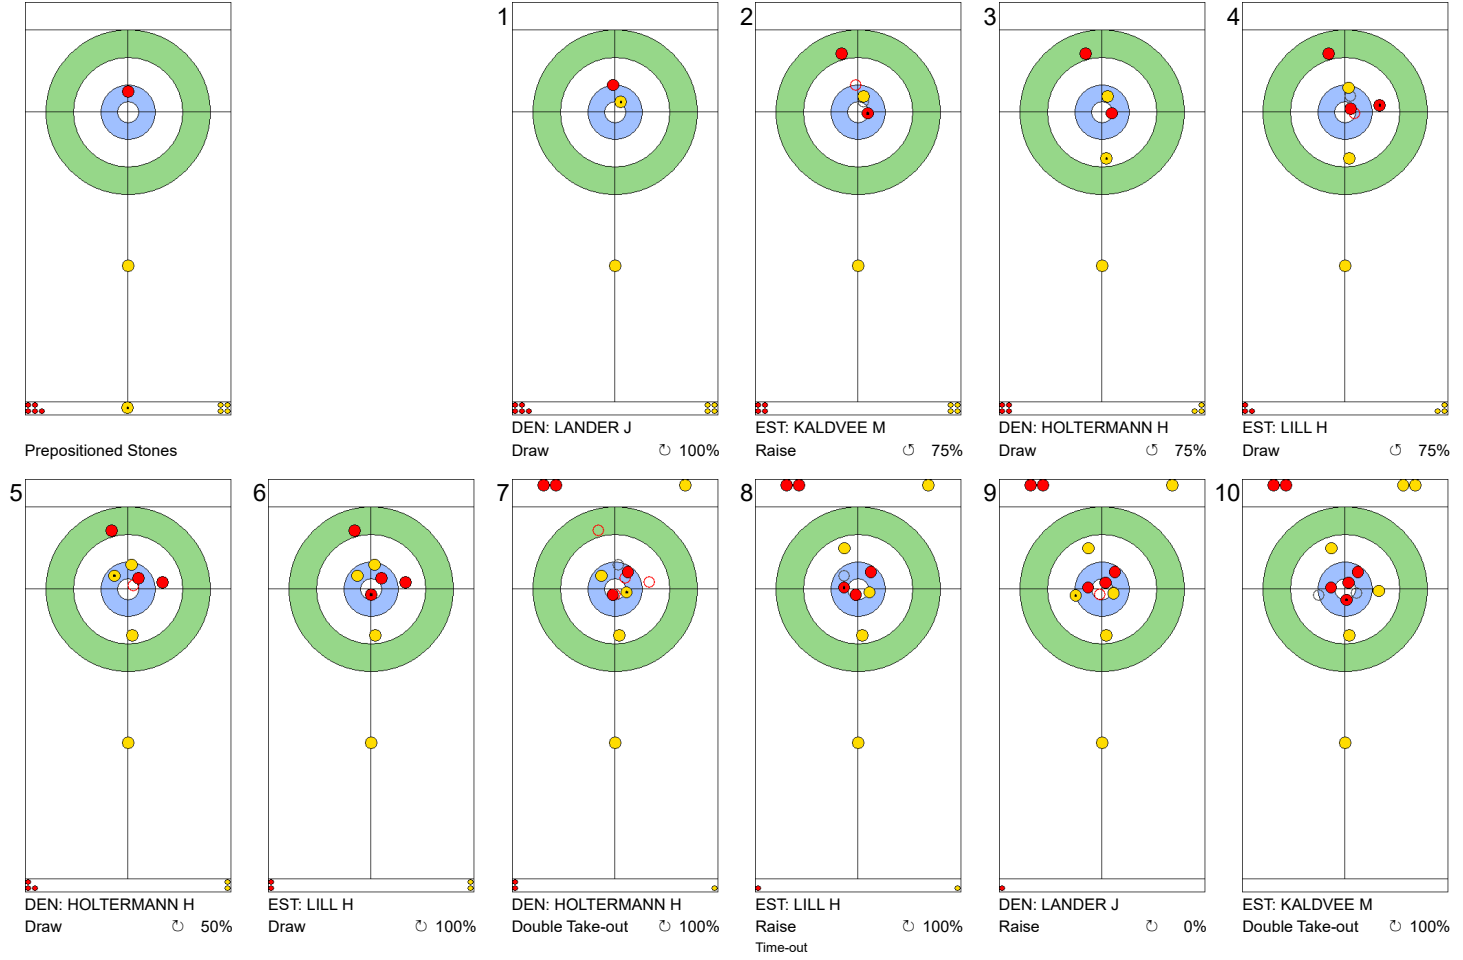 Prepositioned Stones
1
DEN: LANDER J
Draw ↻ 100%
2
EST: KALDVEE M
Raise ↺ 75%
3
DEN: HOLTERMANN H
Draw ↺ 75%
4
EST: LILL H
Draw ↺ 75%
5
DEN: HOLTERMANN H
Draw ↻ 50%
6
EST: LILL H
Draw ↻ 100%
7
DEN: HOLTERMANN H
Double Take-out ↻ 100%
8
EST: LILL H
Raise ↻ 100%
Time-out
9
DEN: LANDER J
Raise ↻ 0%
10
EST: KALDVEE M
Double Take-out ↻ 100%